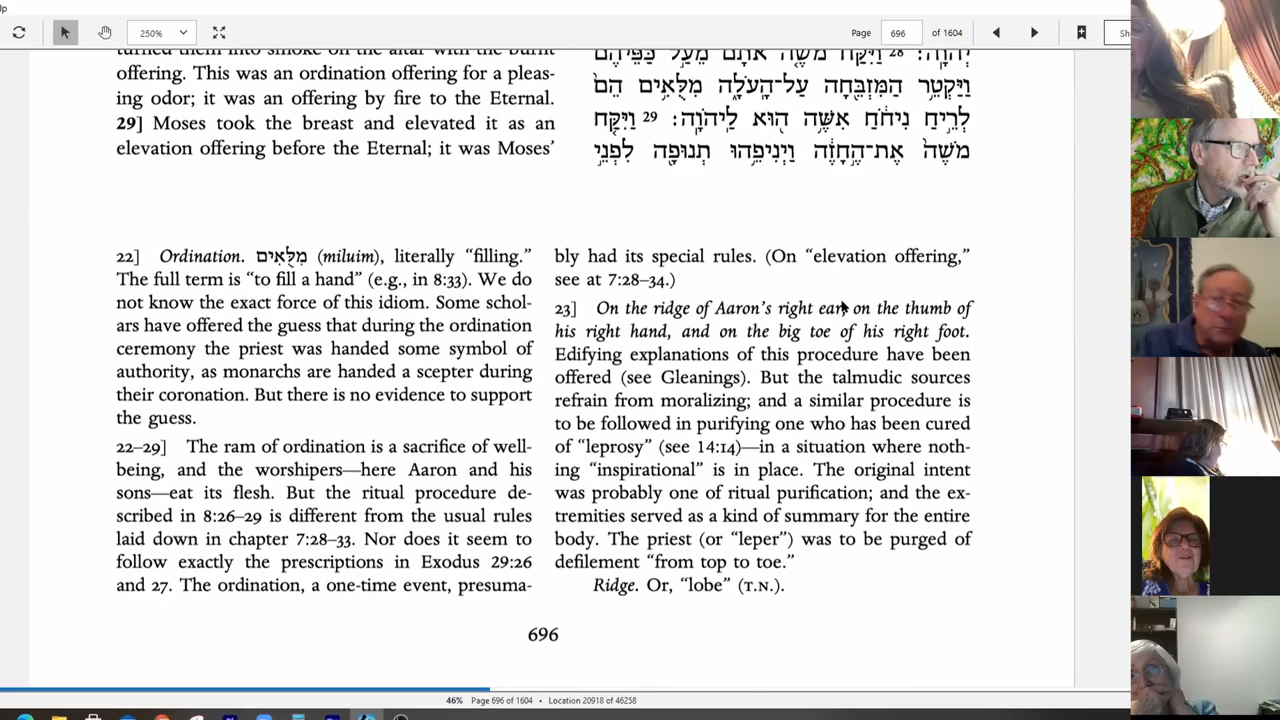 lp
250%
Page 696 of 1604
turned them into smoke on the altar with the burnt
offering. This was an ordination offering for a pleas-
ing odor; it was an offering by fire to the Eternal.
29] Moses took the breast and elevated it as an
elevation offering before the Eternal; it was Moses’
יְהֹוָֽה׃ 28 וַיִּקַּ֨ח מֹשֶׁ֤ה אֹתָם֙ מֵעַ֣ל כַּפֵּיהֶ֔ם
וַיַּקְטֵ֥ר הַמִּזְבֵּ֖חָה עַל־הָעֹלָ֑ה מִלֻּאִ֥ים הֵם֙
לְרֵ֣יחַ נִיחֹ֔חַ אִשֶּׁ֥ה ה֖וּא לַיהֹוָֽה׃ 29 וַיִּקַּ֤ח
מֹשֶׁה֙ אֶת־הֶ֣חָזֶ֔ה וַיְנִיפֵ֥הוּ תְנוּפָ֖ה לִפְנֵ֣י
22] Ordination. מִלֻּאִים (miluim), literally “filling.”
The full term is “to fill a hand” (e.g., in 8:33). We do
not know the exact force of this idiom. Some schol-
ars have offered the guess that during the ordination
ceremony the priest was handed some symbol of
authority, as monarchs are handed a scepter during
their coronation. But there is no evidence to support
the guess.
22–29] The ram of ordination is a sacrifice of well-
being, and the worshipers—here Aaron and his
sons—eat its flesh. But the ritual procedure de-
scribed in 8:26–29 is different from the usual rules
laid down in chapter 7:28–33. Nor does it seem to
follow exactly the prescriptions in Exodus 29:26
and 27. The ordination, a one-time event, presuma-
bly had its special rules. (On “elevation offering,”
see at 7:28–34.)
23] On the ridge of Aaron’s right ear, on the thumb of
his right hand, and on the big toe of his right foot.
Edifying explanations of this procedure have been
offered (see Gleanings). But the talmudic sources
refrain from moralizing; and a similar procedure is
to be followed in purifying one who has been cured
of “leprosy” (see 14:14)—in a situation where noth-
ing “inspirational” is in place. The original intent
was probably one of ritual purification; and the ex-
tremities served as a kind of summary for the entire
body. The priest (or “leper”) was to be purged of
defilement “from top to toe.”
Ridge. Or, “lobe” (T.N.).
696
46% Page 696 of 1604 • Location 20918 of 46258